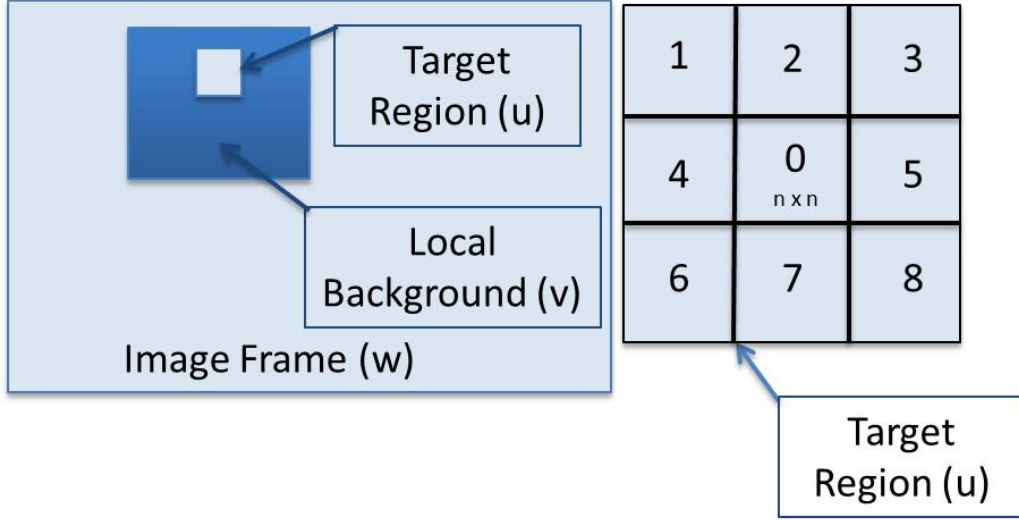 Target
Region (u)
Local
Background (v)
Image Frame (w)
1 2 3
4 0 5
n x n
6 7 8
Target
Region (u)